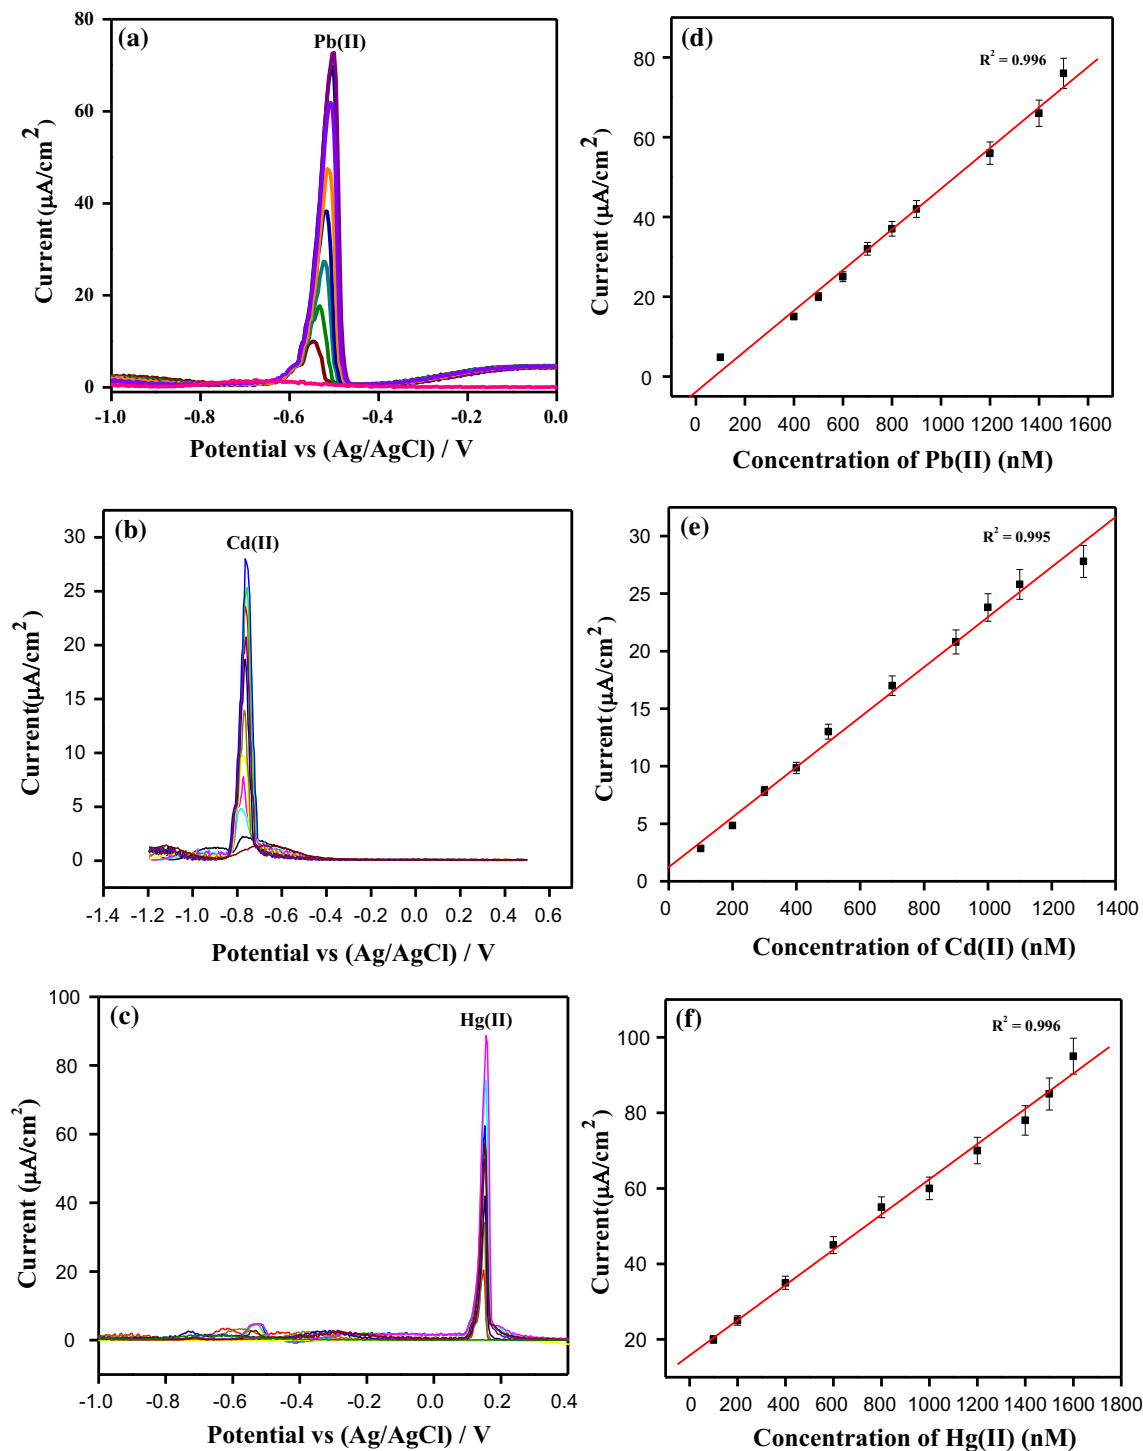 (a)
Pb(II)
80
60
40
20
0
-1.0 -0.8 -0.6 -0.4 -0.2 0.0
Current (µA/cm²)
Potential vs (Ag/AgCl) / V
(d)
R² = 0.996
80
60
40
20
0
0 200 400 600 800 1000 1200 1400 1600
Current (µA/cm²)
Concentration of Pb(II) (nM)
(b)
Cd(II)
30
25
20
15
10
5
0
-1.4 -1.2 -1.0 -0.8 -0.6 -0.4 -0.2 0.0 0.2 0.4 0.6
Current(µA/cm²)
Potential vs (Ag/AgCl) / V
(e)
R² = 0.995
30
25
20
15
10
5
0
0 200 400 600 800 1000 1200 1400
Current(µA/cm²)
Concentration of Cd(II) (nM)
(c)
Hg(II)
100
80
60
40
20
0
-1.0 -0.8 -0.6 -0.4 -0.2 0.0 0.2 0.4
Current (µA/cm²)
Potential vs (Ag/AgCl) / V
(f)
R² = 0.996
100
80
60
40
20
0 200 400 600 800 1000 1200 1400 1600 1800
Current(µA/cm²)
Concentration of Hg(II) (nM)